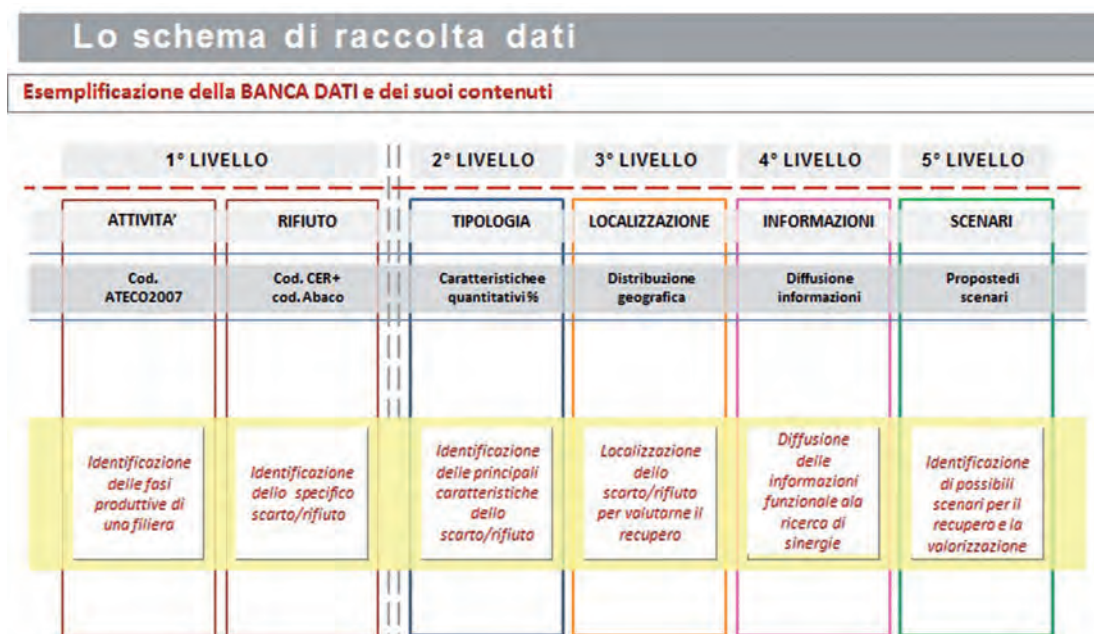 Lo schema di raccolta dati
Esemplificazione della BANCA DATI e dei suoi contenuti
1° LIVELLO
2° LIVELLO
3° LIVELLO
4° LIVELLO
5° LIVELLO
ATTIVITA’
RIFIUTO
TIPOLOGIA
LOCALIZZAZIONE
INFORMAZIONI
SCENARI
Cod.
ATECO2007
Cod. CER+
cod. Abaco
Caratteristichee
quantitativi%
Distribuzione
geografica
Diffusione
informazioni
Propostedi
scenari
Identificazione
delle fasi
produttive di
una filiera
Identificazione
dello specifico
scarto/rifiuto
Identificazione
delle principali
caratteristiche
dello
scarto/rifiuto
Localizzazione
dello
scarto/rifiuto
per valutarne il
recupero
Diffusione
delle
informazioni
funzionale ala
ricerca di
sinergie
Identificazione
di possibili
scenari per il
recupero e la
valorizzazione